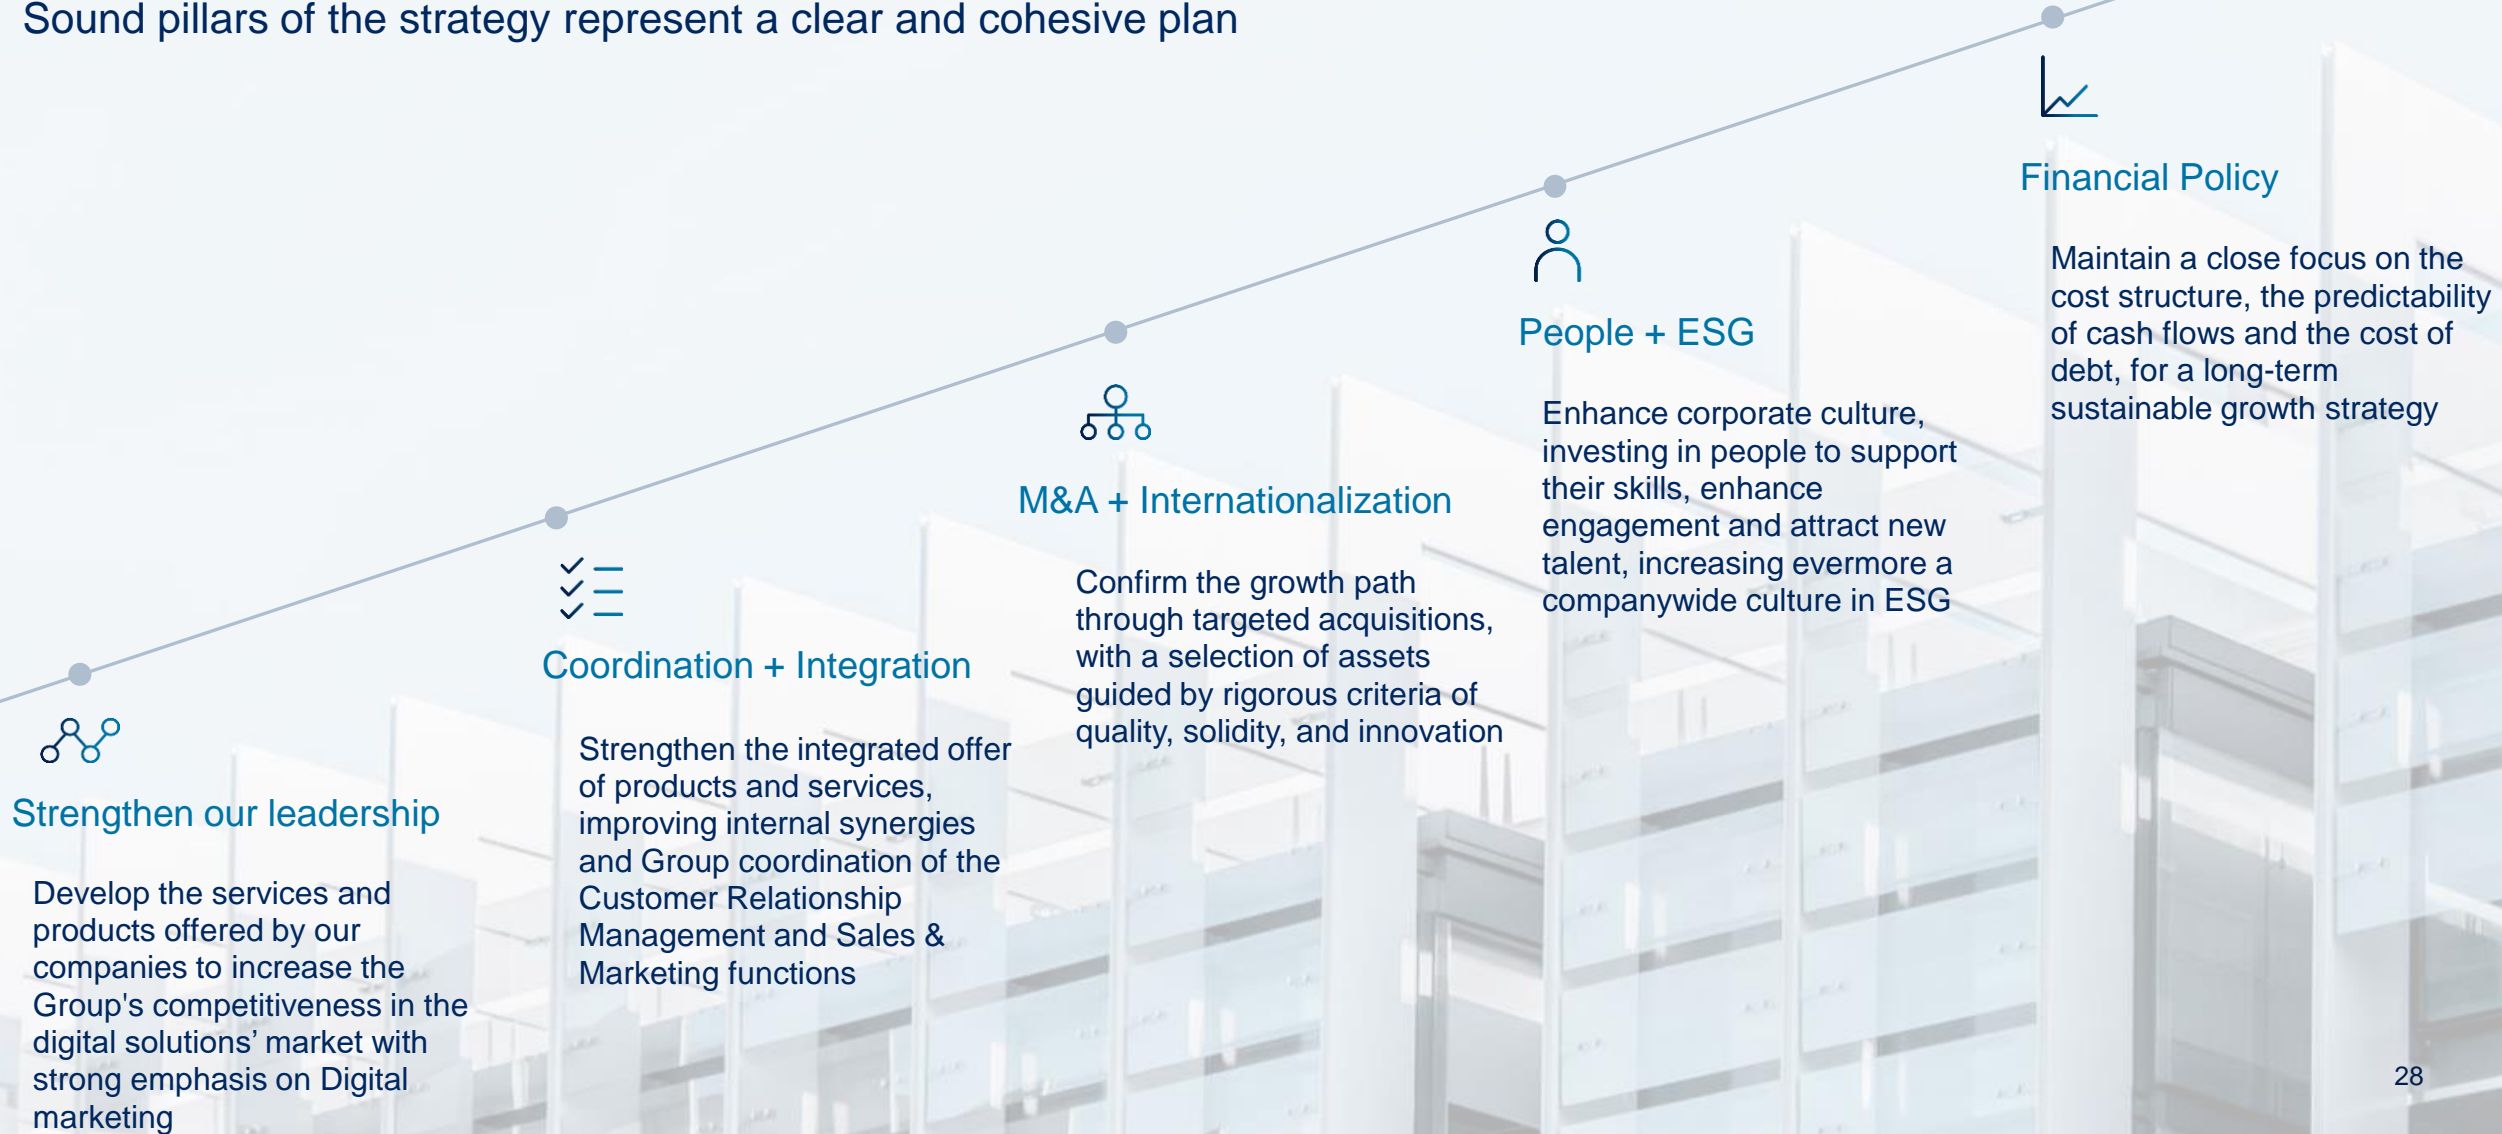 Sound pillars of the strategy represent a clear and cohesive plan
Strengthen our leadership
Develop the services and
products offered by our
companies to increase the
Group's competitiveness in the
digital solutions’ market with
strong emphasis on Digital
marketing
Coordination + Integration
Strengthen the integrated offer
of products and services,
improving internal synergies
and Group coordination of the
Customer Relationship
Management and Sales &
Marketing functions
M&A + Internationalization
Confirm the growth path
through targeted acquisitions,
with a selection of assets
guided by rigorous criteria of
quality, solidity, and innovation
People + ESG
Enhance corporate culture,
investing in people to support
their skills, enhance
engagement and attract new
talent, increasing evermore a
companywide culture in ESG
Financial Policy
Maintain a close focus on the
cost structure, the predictability
of cash flows and the cost of
debt, for a long-term
sustainable growth strategy
28